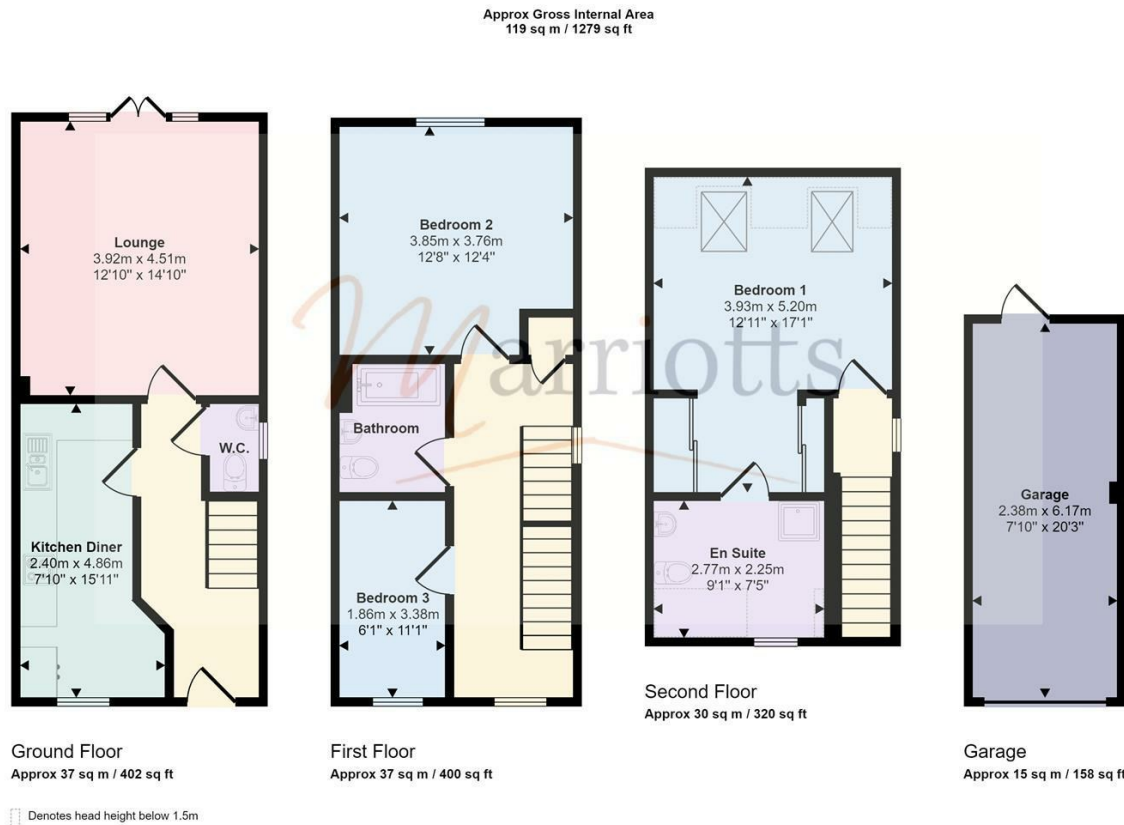 Approx Gross Internal Area
119 sq m / 1279 sq ft
Lounge
3.92m x 4.51m
12'10" x 14'10"
W.C.
Kitchen Diner
2.40m x 4.86m
7'10" x 15'11"
Ground Floor
Approx 37 sq m / 402 sq ft
Bedroom 2
3.85m x 3.76m
12'8" x 12'4"
Bathroom
Bedroom 3
1.86m x 3.38m
6'1" x 11'1"
First Floor
Approx 37 sq m / 400 sq ft
Bedroom 1
3.93m x 5.20m
12'11" x 17'1"
En Suite
2.77m x 2.25m
9'1" x 7'5"
Second Floor
Approx 30 sq m / 320 sq ft
Garage
2.38m x 6.17m
7'10" x 20'3"
Garage
Approx 15 sq m / 158 sq ft
Marriotts
Denotes head height below 1.5m